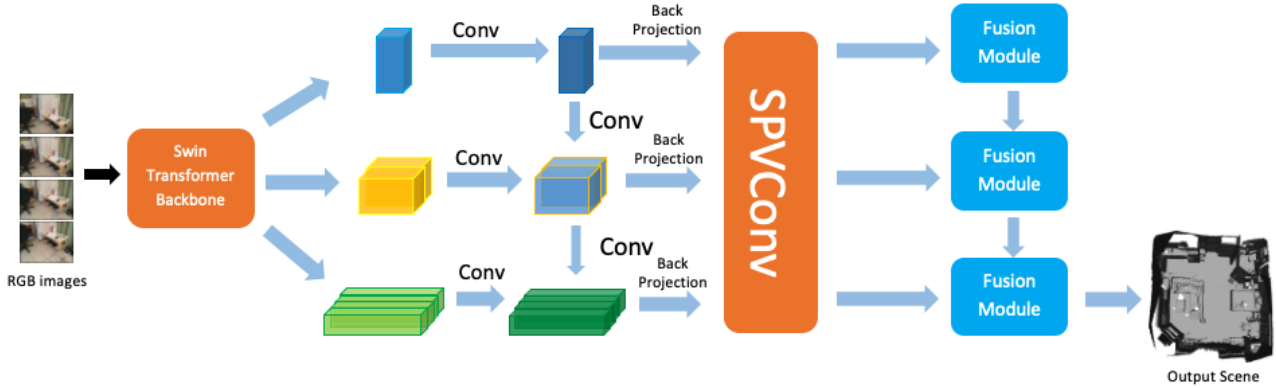 RGB images
Swin
Transformer
Backbone
Conv
Back
Projection
Conv
Conv
Back
Projection
Conv
Conv
Back
Projection
SPVConv
Fusion
Module
Fusion
Module
Fusion
Module
Output Scene